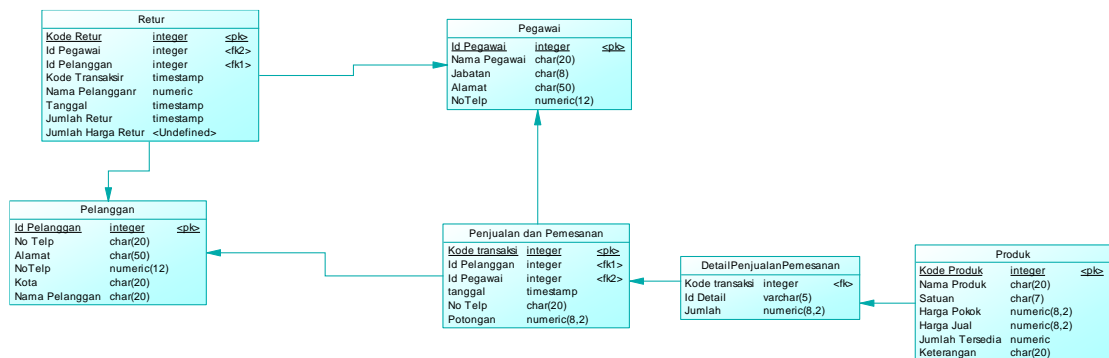 Retur
Kode Retur integer <pk>
Id Pegawai integer <fk2>
Id Pelanggan integer <fk1>
Kode Transaksir timestamp
Nama Pelangganr numeric
Tanggal timestamp
Jumlah Retur timestamp
Jumlah Harga Retur <Undefined>
Pegawai
Id Pegawai integer <pk>
Nama Pegawai char(20)
Jabatan char(8)
Alamat char(50)
NoTelp numeric(12)
Pelanggan
Id Pelanggan integer <pk>
No Telp char(20)
Alamat char(50)
NoTelp numeric(12)
Kota char(20)
Nama Pelanggan char(20)
Penjualan dan Pemesanan
Kode transaksi integer <pk>
Id Pelanggan integer <fk1>
Id Pegawai integer <fk2>
tanggal timestamp
No Telp char(20)
Potongan numeric(8,2)
DetailPenjualanPemesanan
Kode transaksi integer <fk>
Id Detail varchar(5)
Jumlah numeric(8,2)
Produk
Kode Produk integer <pk>
Nama Produk char(20)
Satuan char(7)
Harga Pokok numeric(8,2)
Harga Jual numeric(8,2)
Jumlah Tersedia numeric
Keterangan char(20)